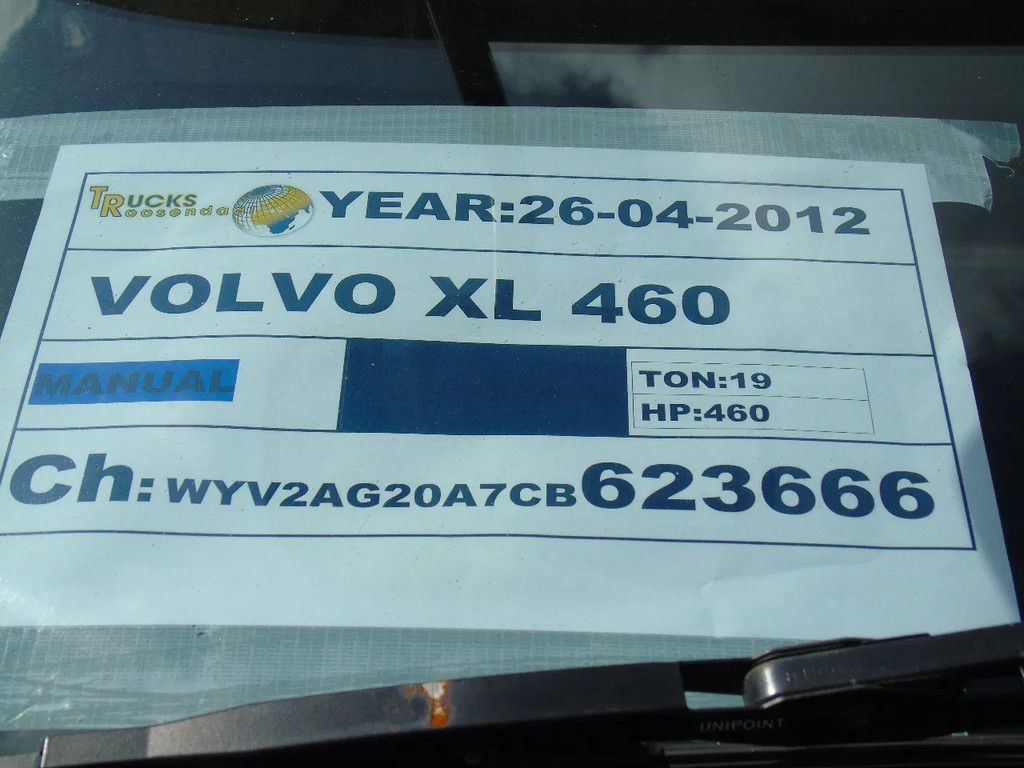 TRUCKS
Roosendaal
YEAR:26-04-2012
VOLVO XL 460
MANUAL
TON:19
HP:460
Ch: WYV2AG20A7CB623666
UNIPOINT